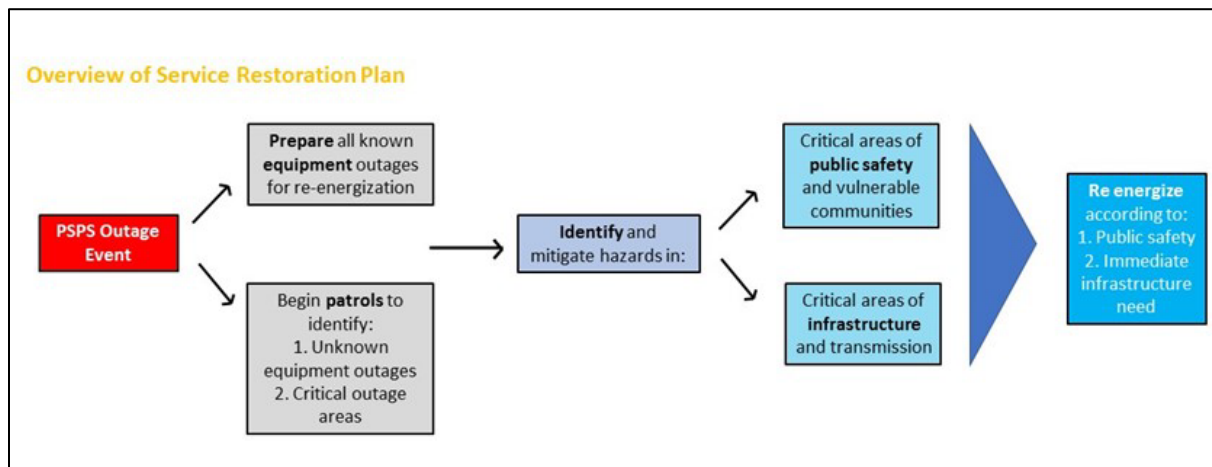 Overview of Service Restoration Plan
PSPS Outage
Event
Prepare all known
equipment outages
for re-energization
Begin patrols to
identify:
1. Unknown
equipment outages
2. Critical outage
areas
Identify and
mitigate hazards in:
Critical areas of
public safety
and vulnerable
communities
Critical areas of
infrastructure
and transmission
Re energize
according to:
1. Public safety
2. Immediate
infrastructure
need